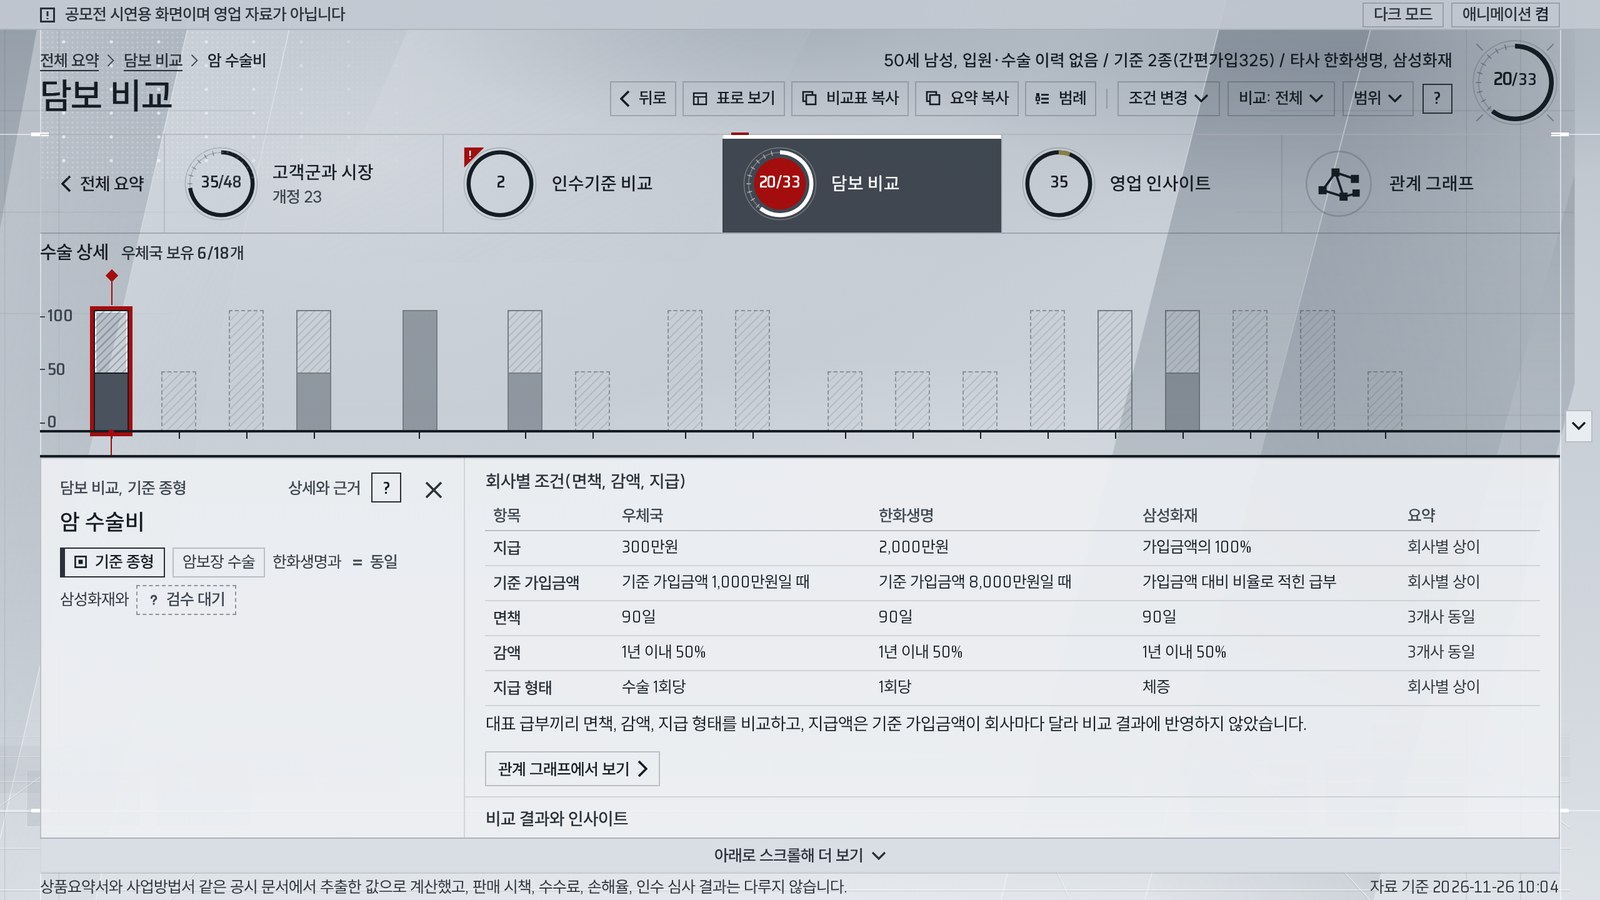 공모전 시연용 화면이며 영업 자료가 아닙니다
다크 모드
애니메이션 켬
전체 요약 > 담보 비교 > 암 수술비
50세 남성, 입원·수술 이력 없음 / 기준 2종(간편가입325) / 타사 한화생명, 삼성화재
20/33
담보 비교
뒤로
표로 보기
비교표 복사
요약 복사
범례
조건 변경
비교: 전체
범위
?
전체 요약
35/48
고객군과 시장
개정 23
!
2
인수기준 비교
20/33
담보 비교
35
영업 인사이트
관계 그래프
수술 상세 우체국 보유 6/18개
100
50
0
담보 비교, 기준 종형
상세와 근거 ?
암 수술비
기준 종형 암보장 수술 한화생명과 = 동일
삼성화재와 ? 검수 대기
회사별 조건(면책, 감액, 지급)
항목 우체국 한화생명 삼성화재 요약
지급 300만원 2,000만원 가입금액의 100% 회사별 상이
기준 가입금액 기준 가입금액 1,000만원일 때 기준 가입금액 8,000만원일 때 가입금액 대비 비율로 적힌 급부 회사별 상이
면책 90일 90일 90일 3개사 동일
감액 1년 이내 50% 1년 이내 50% 1년 이내 50% 3개사 동일
지급 형태 수술 1회당 1회당 체증 회사별 상이
대표 급부끼리 면책, 감액, 지급 형태를 비교하고, 지급액은 기준 가입금액이 회사마다 달라 비교 결과에 반영하지 않았습니다.
관계 그래프에서 보기
비교 결과와 인사이트
아래로 스크롤해 더 보기
상품요약서와 사업방법서 같은 공시 문서에서 추출한 값으로 계산했고, 판매 시책, 수수료, 손해율, 인수 심사 결과는 다루지 않습니다.
자료 기준 2026-11-26 10:04